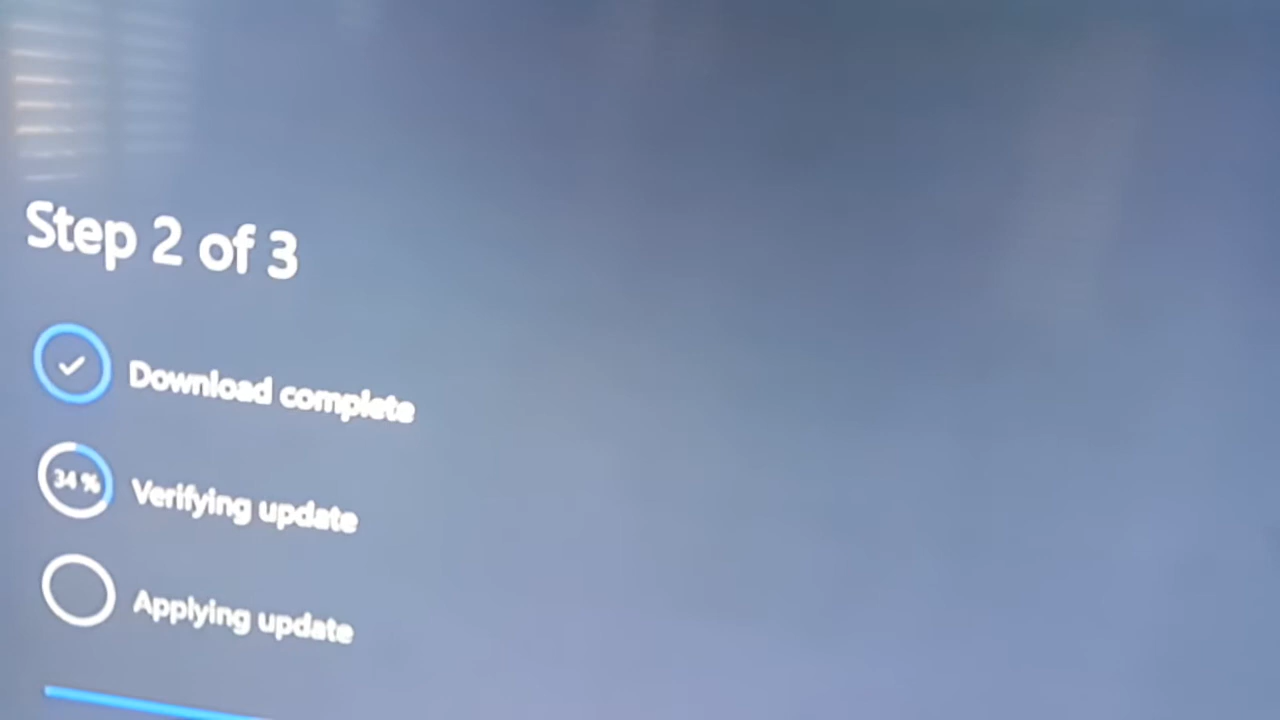 Step 2 of 3
Download complete
34 %
Verifying update
Applying update